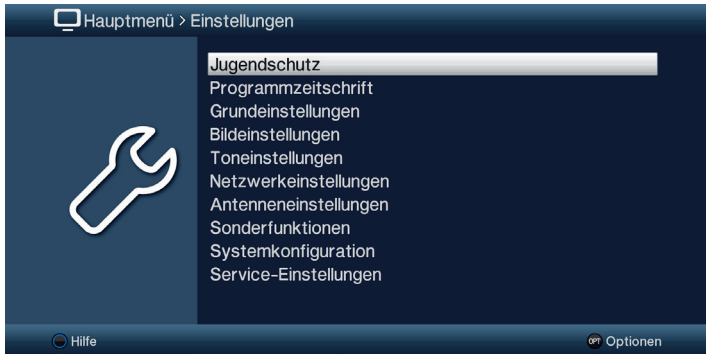 Hauptmenü > Einstellungen
Jugendschutz
Programmzeitschrift
Grundeinstellungen
Bildeinstellungen
Toneinstellungen
Netzwerkeinstellungen
Antenneneinstellungen
Sonderfunktionen
Systemkonfiguration
Service-Einstellungen
Hilfe
OPT Optionen